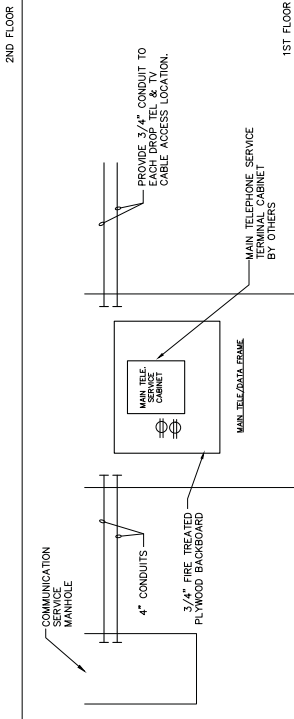 2ND FLOOR
COMMUNICATION
SERVICE
MANHOLE
4" CONDUITS
3/4" FIRE TREATED
PLYWOOD BACKBOARD
MAIN TELE.
SERVICE
CABINET
MAIN TELE/DATA FRAME
PROVIDE 3/4" CONDUIT TO
EACH DROP TEL & TV
CABLE ACCESS LOCATION.
MAIN TELEPHONE SERVICE
TERMINAL CABINET
BY OTHERS
1ST FLOOR